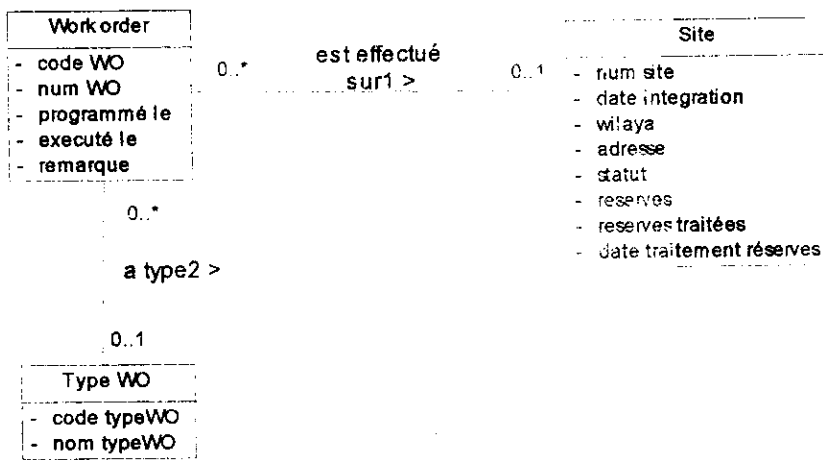 Work order
- code WO
- num WO
- programmé le
- executé le
- remarque
0..*
est effectué
sur1 >
0..1
Site
- num site
- date integration
- wilaya
- adresse
- statut
- reserves
- reserves traitées
- date traitement réserves
0..*
a type2 >
0..1
Type WO
- code typeWO
- nom typeWO